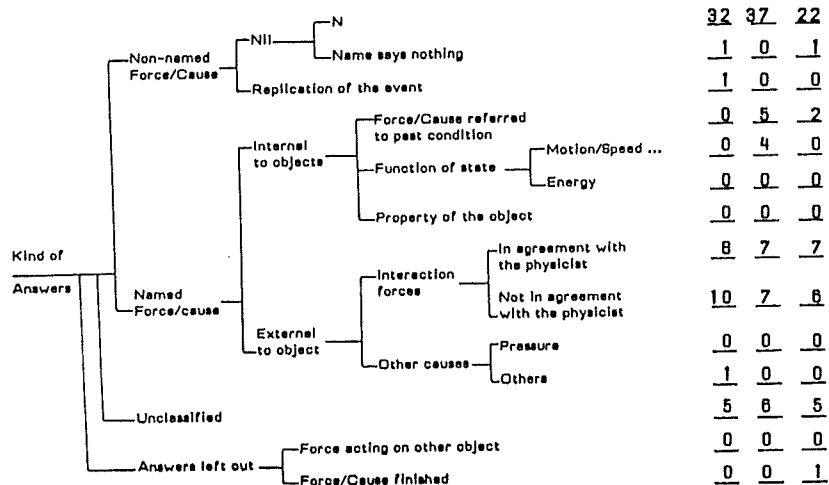 N 32 37 22
Nil
Non-named
Force/Cause
Name says nothing 1 0 1
Replication of the event 1 0 0
Force/Cause referred
to past condition 0 5 2
Internal
to objects
Motion/Speed ... 0 4 0
Function of state
Energy 0 0 0
Property of the object 0 0 0
Kind of
Answers
In agreement with
the physicist 8 7 7
Interaction
forces
Named
Force/cause
Not in agreement
with the physicist 10 7 6
External
to object
Pressure 0 0 0
Other causes
Others 1 0 0
Unclassified 5 6 5
Force acting on other object 0 0 0
Answers left out
Force/Cause finished 0 0 1